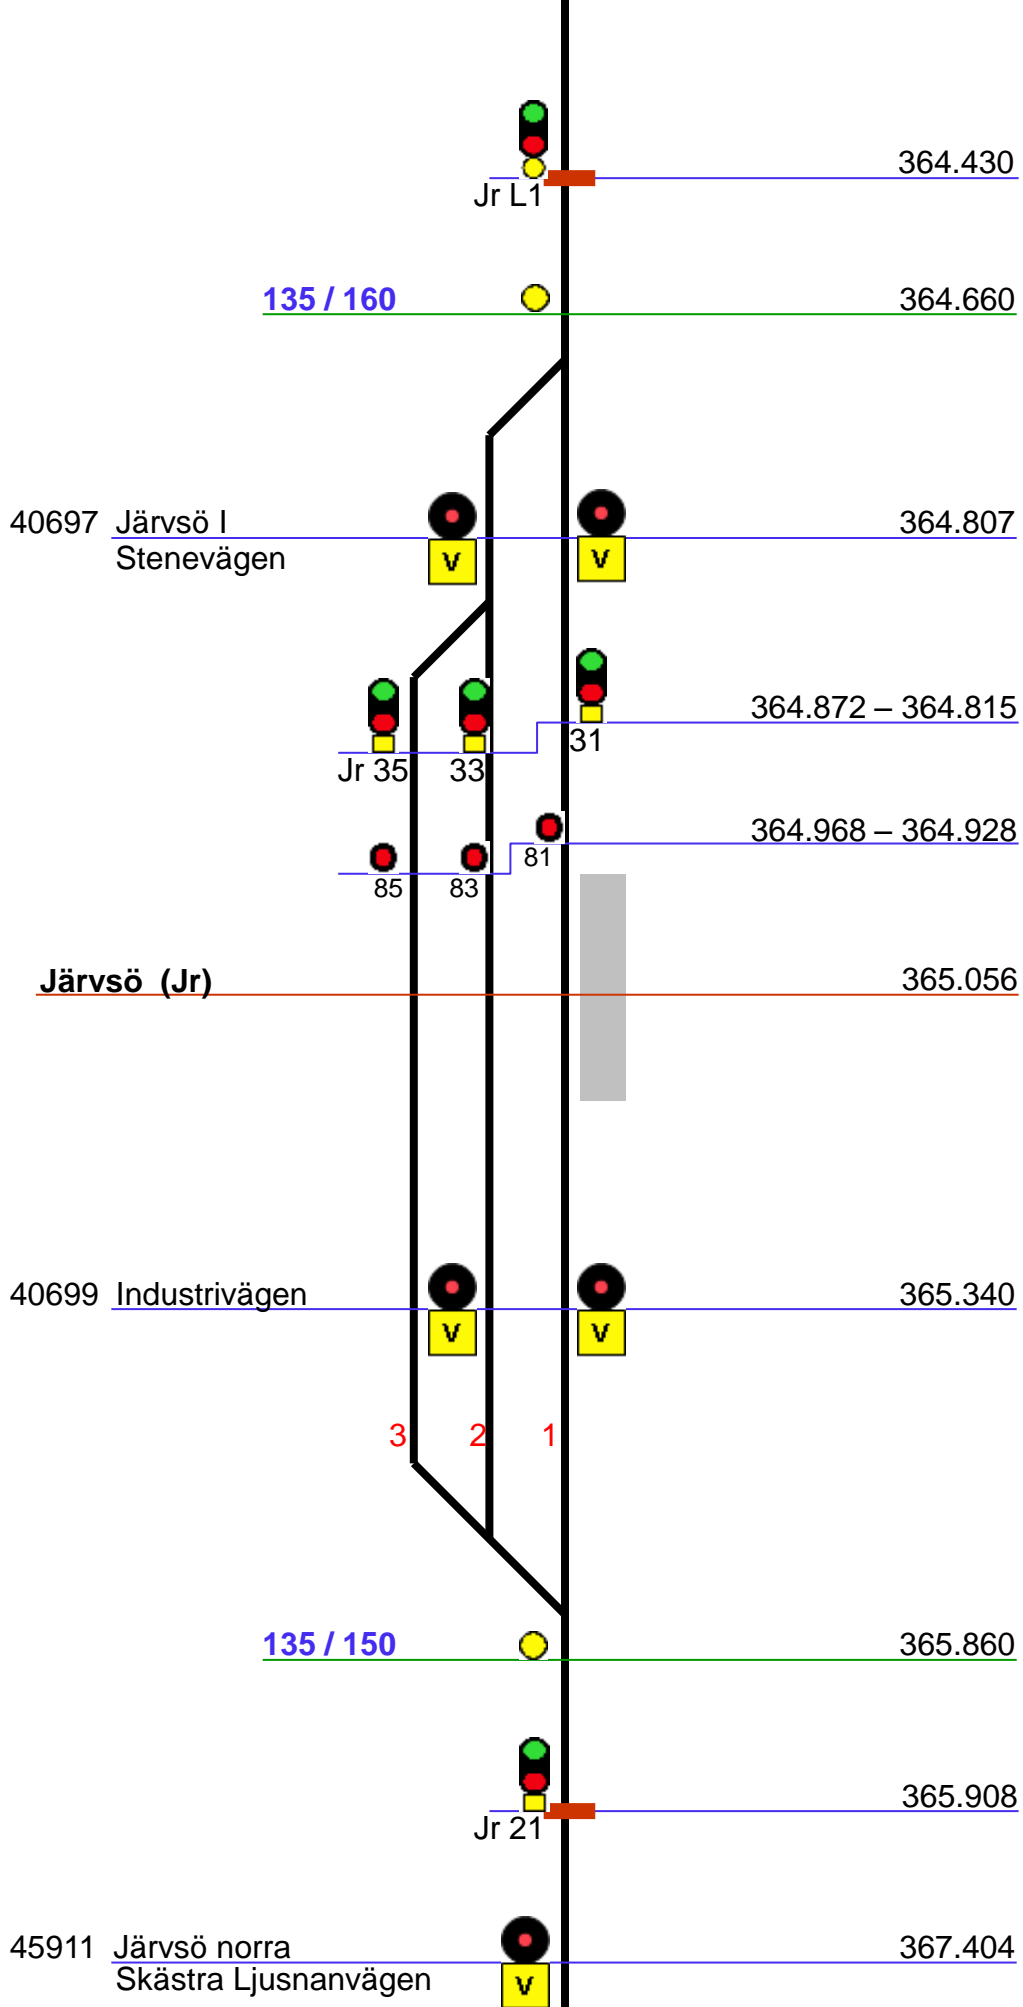 364.430
Jr L1
135 / 160 364.660
40697 Järvsö I 364.807
Stenevägen
V V
364.872 – 364.815
31
Jr 35 33
364.968 – 364.928
81
85 83
Järvsö (Jr) 365.056
40699 Industrivägen 365.340
V V
3 2 1
135 / 150 365.860
365.908
Jr 21
45911 Järvsö norra 367.404
Skästra Ljusnanvägen V